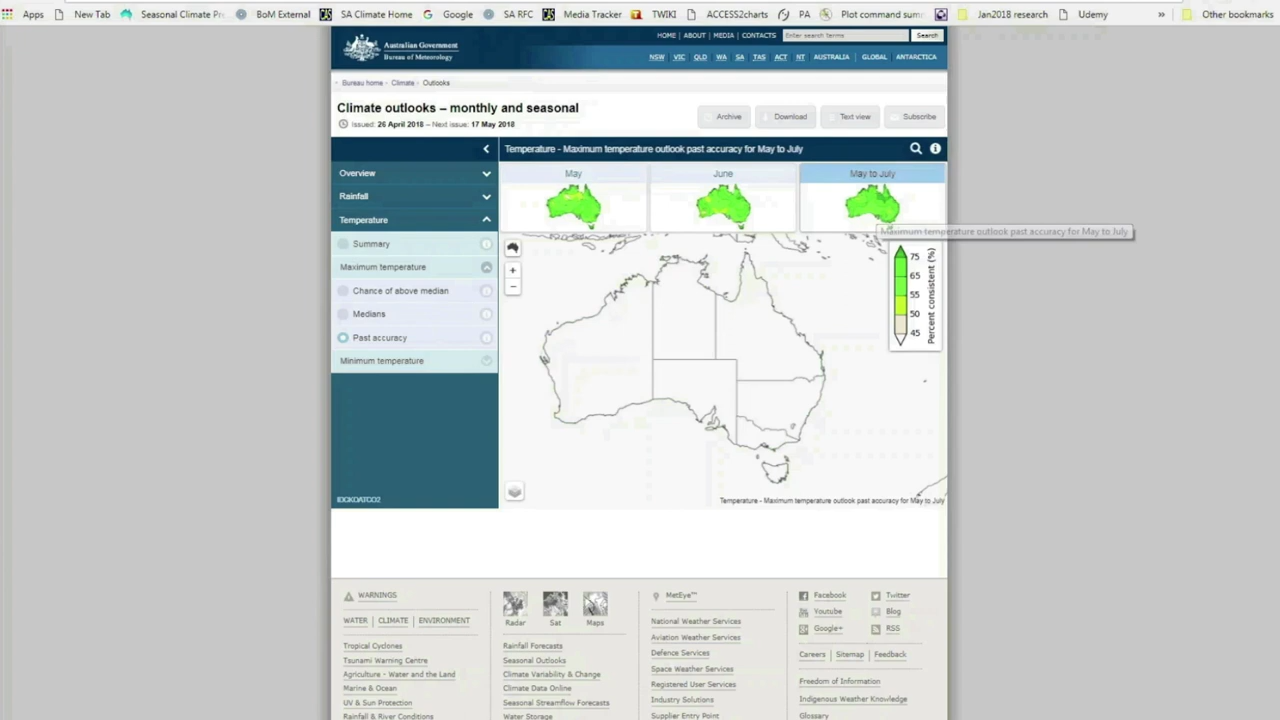 Apps New Tab Seasonal Climate Pr BoM External SA Climate Home Google SA RFC Media Tracker TWIKI ACCESS2charts PA Plot command sum Jan2018 research Udemy » Other bookmarks
HOME | ABOUT | MEDIA | CONTACTS Enter search terms Search
Australian Government
Bureau of Meteorology
NSW VIC QLD WA SA TAS ACT NT AUSTRALIA GLOBAL ANTARCTICA
Bureau home Climate Outlooks
Climate outlooks – monthly and seasonal
Issued: 26 April 2018 – Next issue: 17 May 2018
Archive Download Text view Subscribe
Temperature - Maximum temperature outlook past accuracy for May to July
Overview
Rainfall
Temperature
Summary
Maximum temperature
Chance of above median
Medians
Past accuracy
Minimum temperature
IDCKOATCO2
May June May to July
Maximum temperature outlook past accuracy for May to July
+
−
75
65
55
50
45
Percent consistent (%)
Temperature - Maximum temperature outlook past accuracy for May to July
WARNINGS
WATER | CLIMATE | ENVIRONMENT
Tropical Cyclones
Tsunami Warning Centre
Agriculture - Water and the Land
Marine & Ocean
UV & Sun Protection
Rainfall & River Conditions
Radar Sat Maps
Rainfall Forecasts
Seasonal Outlooks
Climate Variability & Change
Climate Data Online
Seasonal Streamflow Forecasts
Water Storage
MetEye™
National Weather Services
Aviation Weather Services
Defence Services
Space Weather Services
Registered User Services
Industry Solutions
Supplier Entry Point
Facebook Twitter
Youtube Blog
Google+ RSS
Careers | Sitemap | Feedback
Freedom of Information
Indigenous Weather Knowledge
Glossary